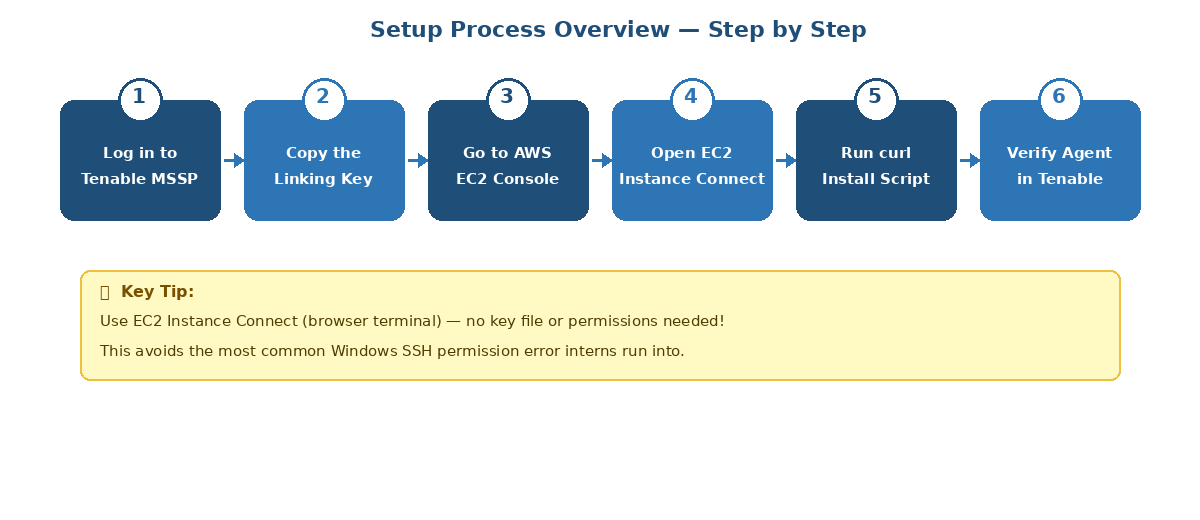 Setup Process Overview — Step by Step
1
Log in to
Tenable MSSP
2
Copy the
Linking Key
3
Go to AWS
EC2 Console
4
Open EC2
Instance Connect
5
Run curl
Install Script
6
Verify Agent
in Tenable
Key Tip:
Use EC2 Instance Connect (browser terminal) — no key file or permissions needed!
This avoids the most common Windows SSH permission error interns run into.